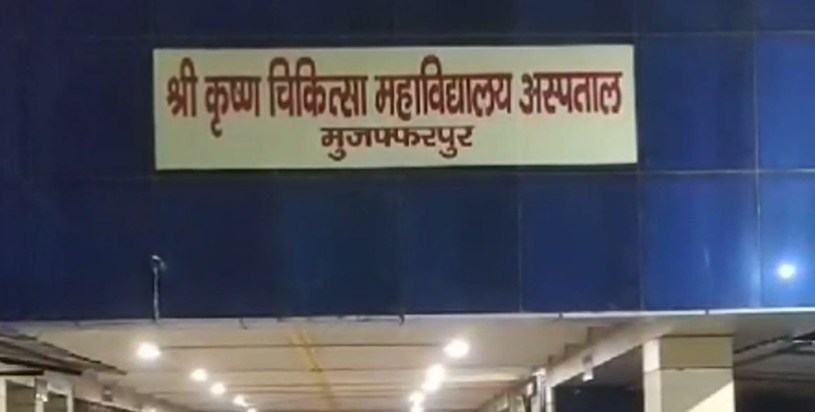 श्री कृष्ण चिकित्सा महाविद्यालय अस्पताल
मुजफ्फरपुर